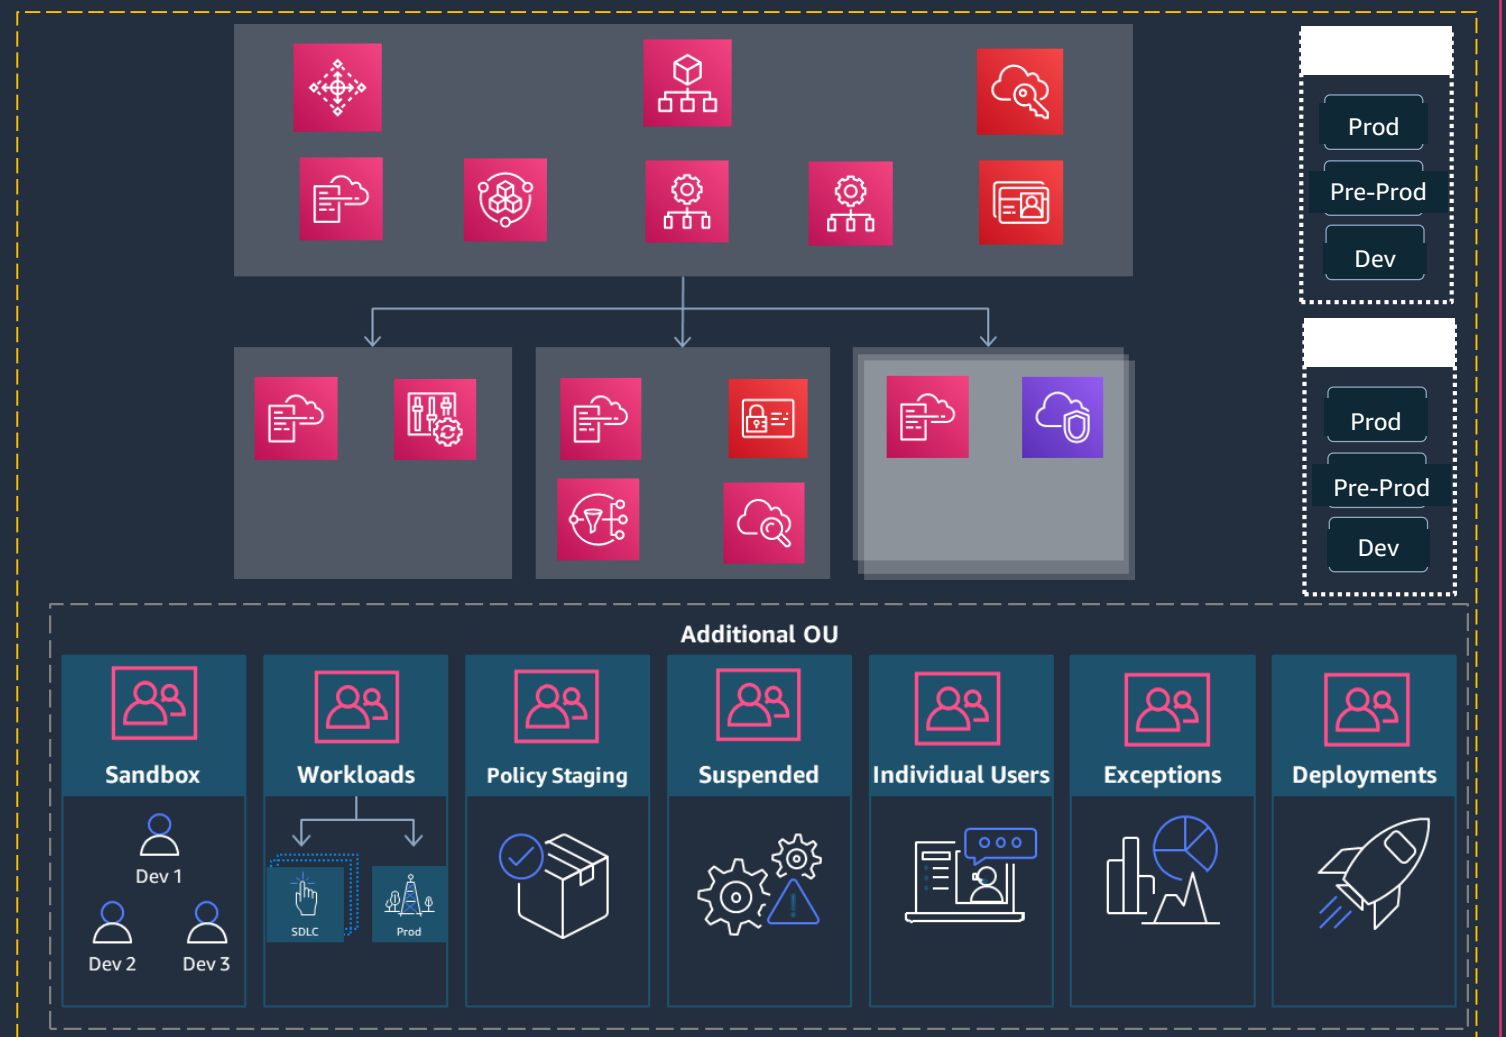 Prod
Pre-Prod
Dev
Prod
Pre-Prod
Dev
Additional OU
Sandbox
Workloads
Policy Staging
Suspended
Individual Users
Exceptions
Deployments
Dev 1
Dev 2
Dev 3
SDLC
Prod